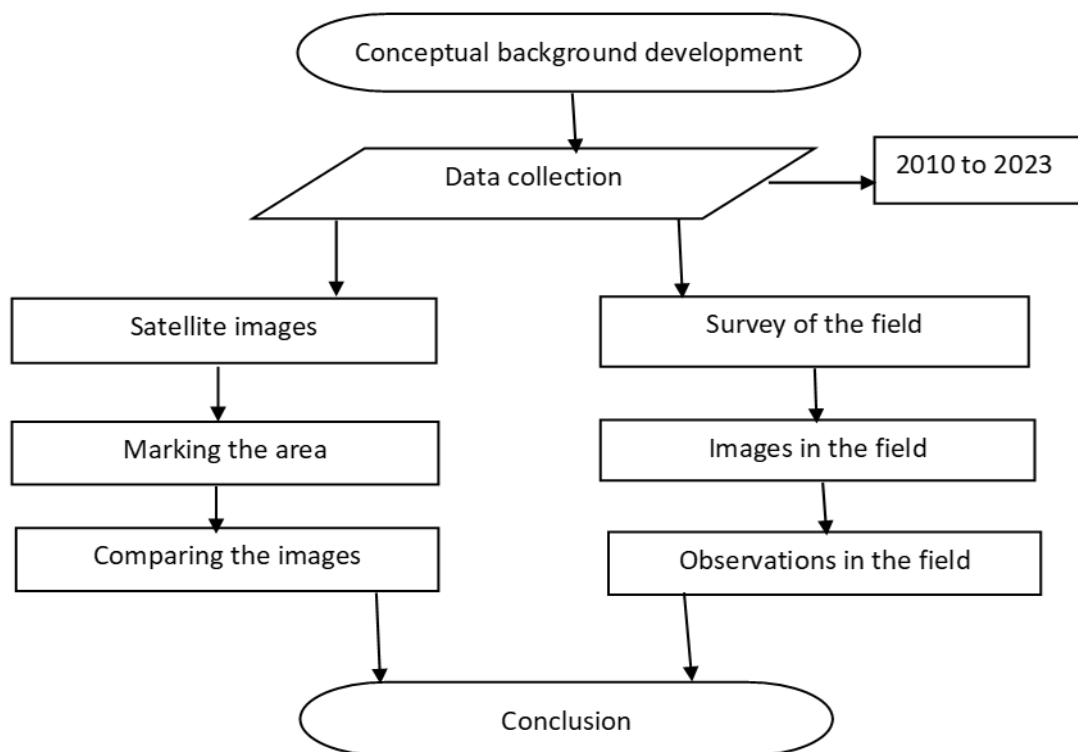 Conceptual background development
Data collection
2010 to 2023
Satellite images
Survey of the field
Marking the area
Images in the field
Comparing the images
Observations in the field
Conclusion